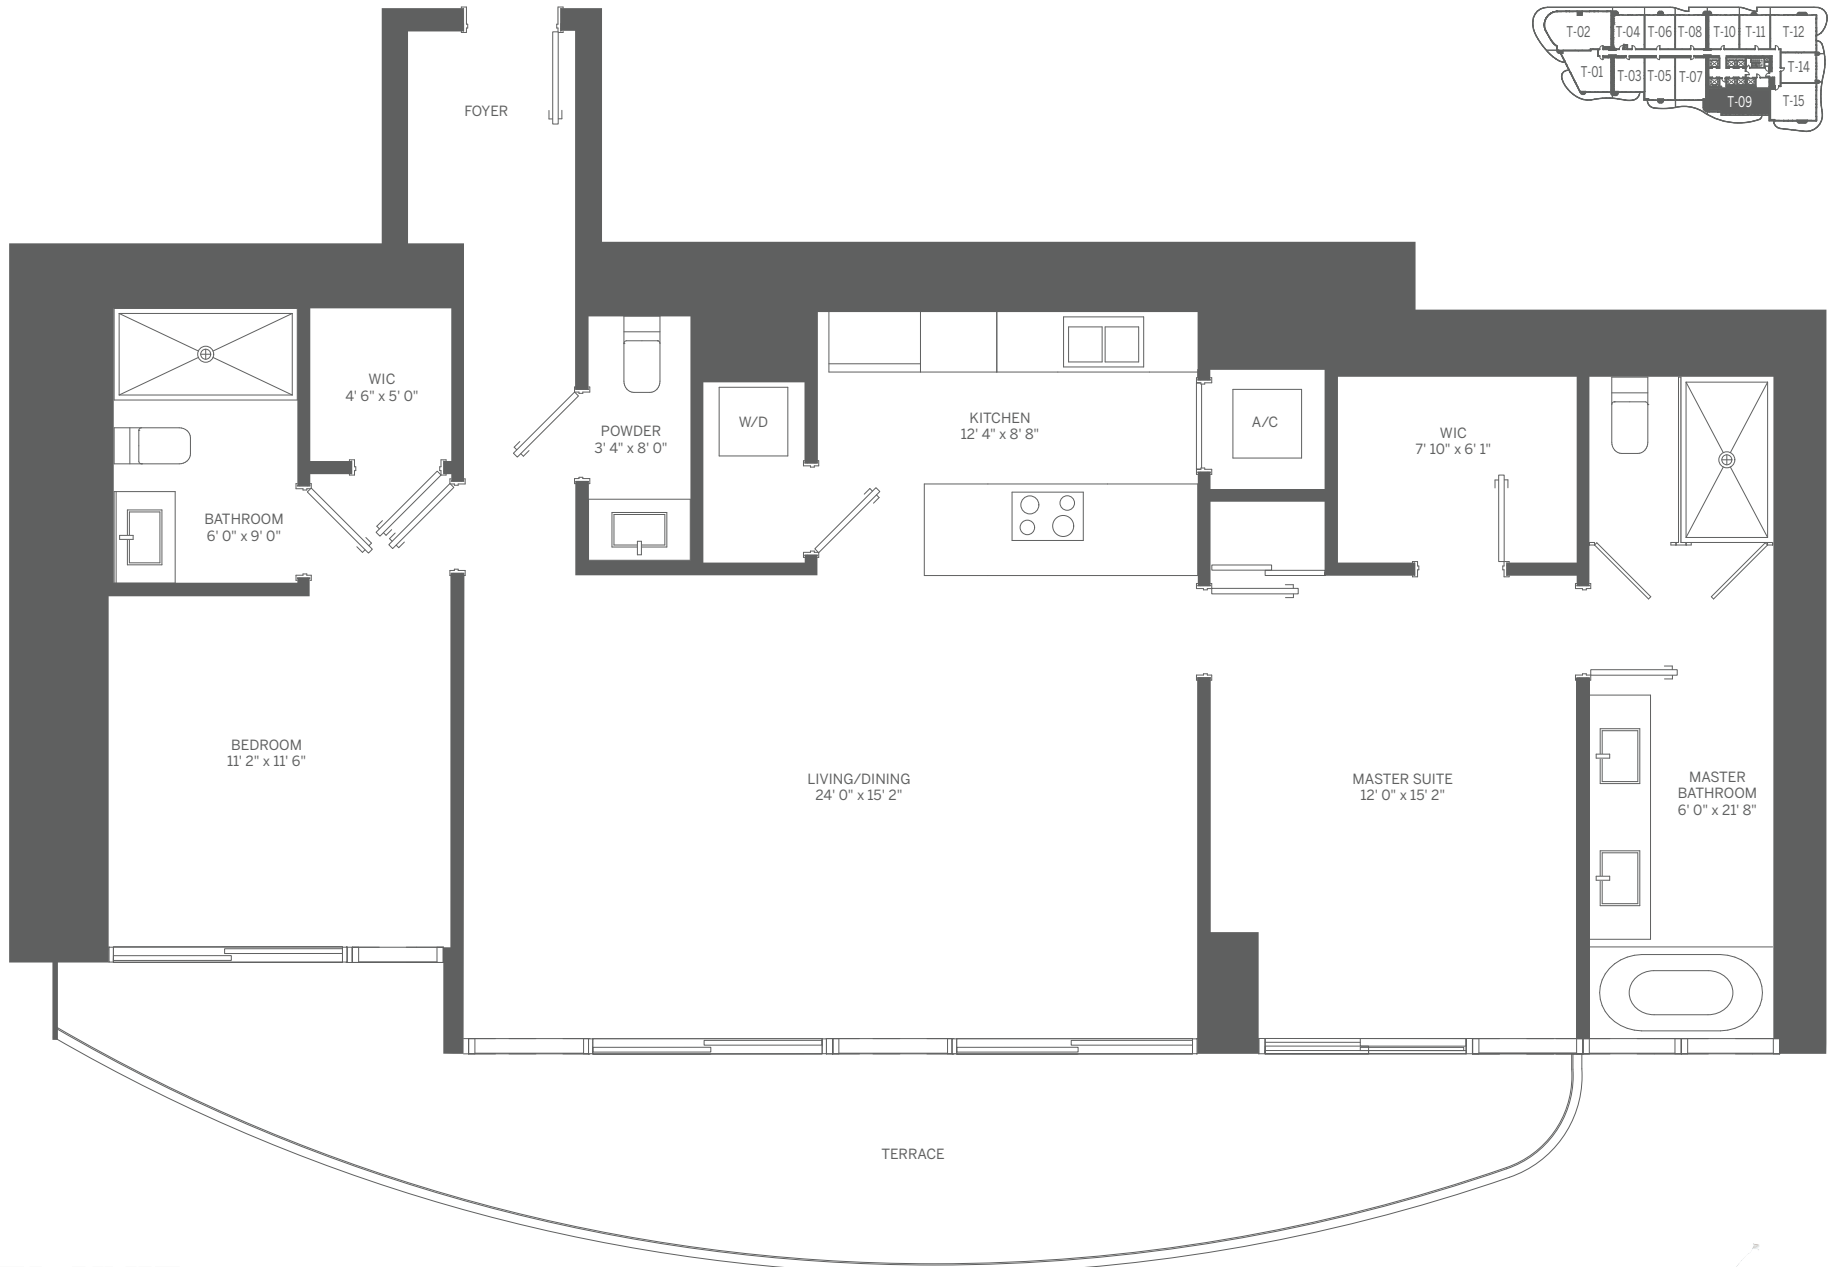 T-02
T-04
T-06
T-08
T-10
T-11
T-12
T-01
T-03
T-05
T-07
T-14
T-09
T-15
FOYER
WIC
4' 6" x 5' 0"
POWDER
3' 4" x 8' 0"
W/D
KITCHEN
12' 4" x 8' 8"
A/C
WIC
7' 10" x 6' 1"
BATHROOM
6' 0" x 9' 0"
BEDROOM
11' 2" x 11' 6"
LIVING/DINING
24' 0" x 15' 2"
MASTER SUITE
12' 0" x 15' 2"
MASTER
BATHROOM
6' 0" x 21' 8"
TERRACE